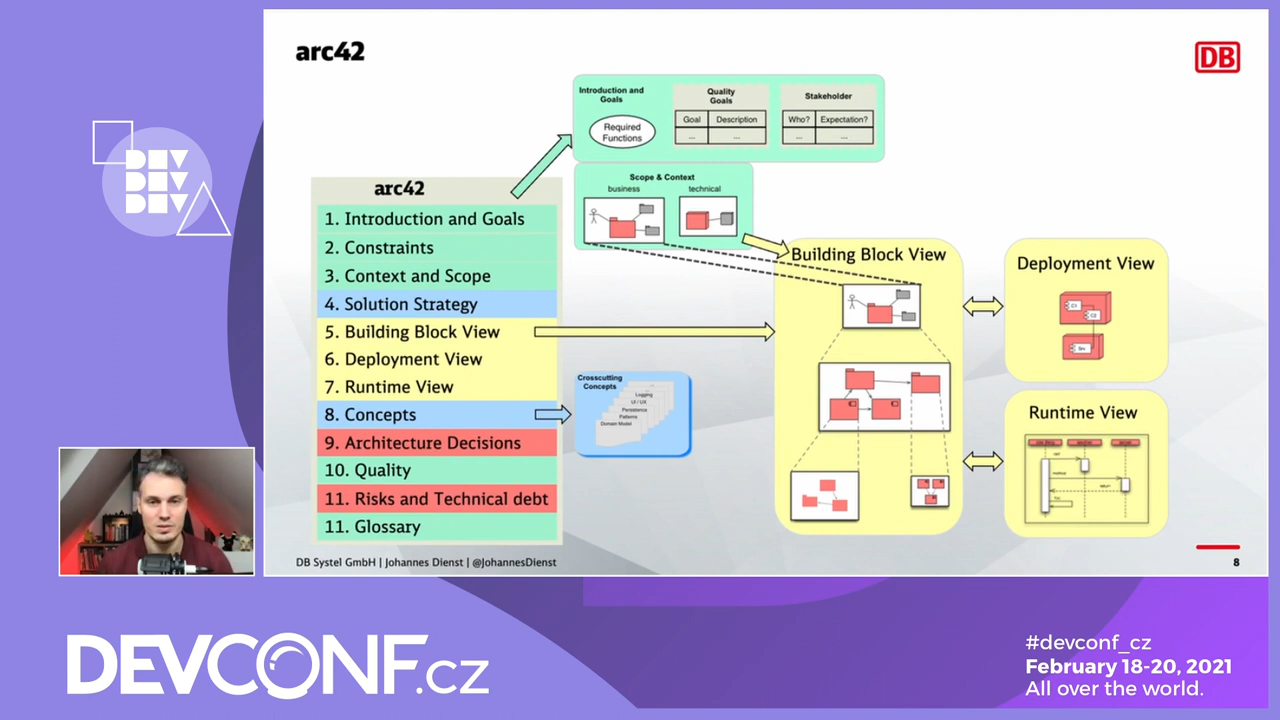 arc42
DB
Introduction and
Goals
Required
Functions
Quality
Goals
Goal Description
... ...
Stakeholder
Who? Expectation?
... ...
Scope & Context
business technical
arc42
1. Introduction and Goals
2. Constraints
3. Context and Scope
4. Solution Strategy
5. Building Block View
6. Deployment View
7. Runtime View
8. Concepts
9. Architecture Decisions
10. Quality
11. Risks and Technical debt
11. Glossary
Crosscutting
Concepts
Logging
UI / UX
Persistence
Patterns
Domain Model
Building Block View
Deployment View
C1
C2
Runtime View
DB Systel GmbH | Johannes Dienst | @JohannesDienst
8
DEV
DEV
DEV
DEVCONF.cz
#devconf_cz
February 18-20, 2021
All over the world.